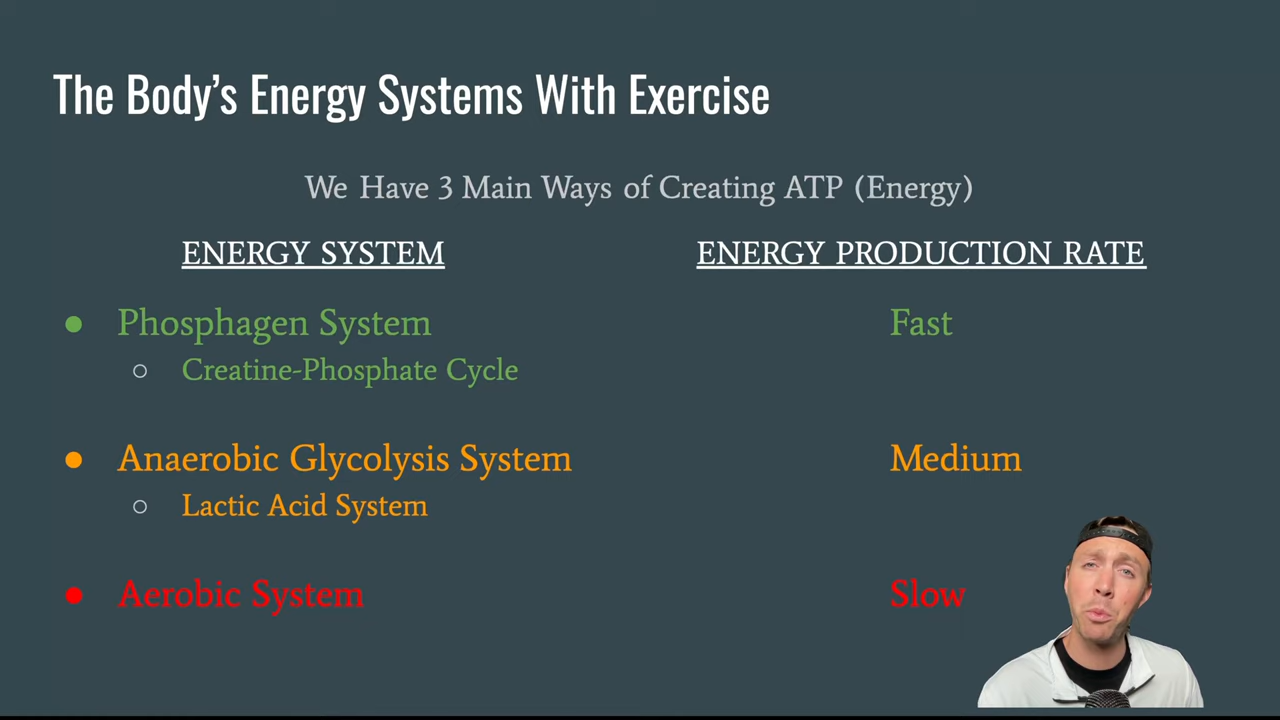 The Body's Energy Systems With Exercise
We Have 3 Main Ways of Creating ATP (Energy)
ENERGY SYSTEM ENERGY PRODUCTION RATE
● Phosphagen System Fast
○ Creatine-Phosphate Cycle
● Anaerobic Glycolysis System Medium
○ Lactic Acid System
● Aerobic System Slow